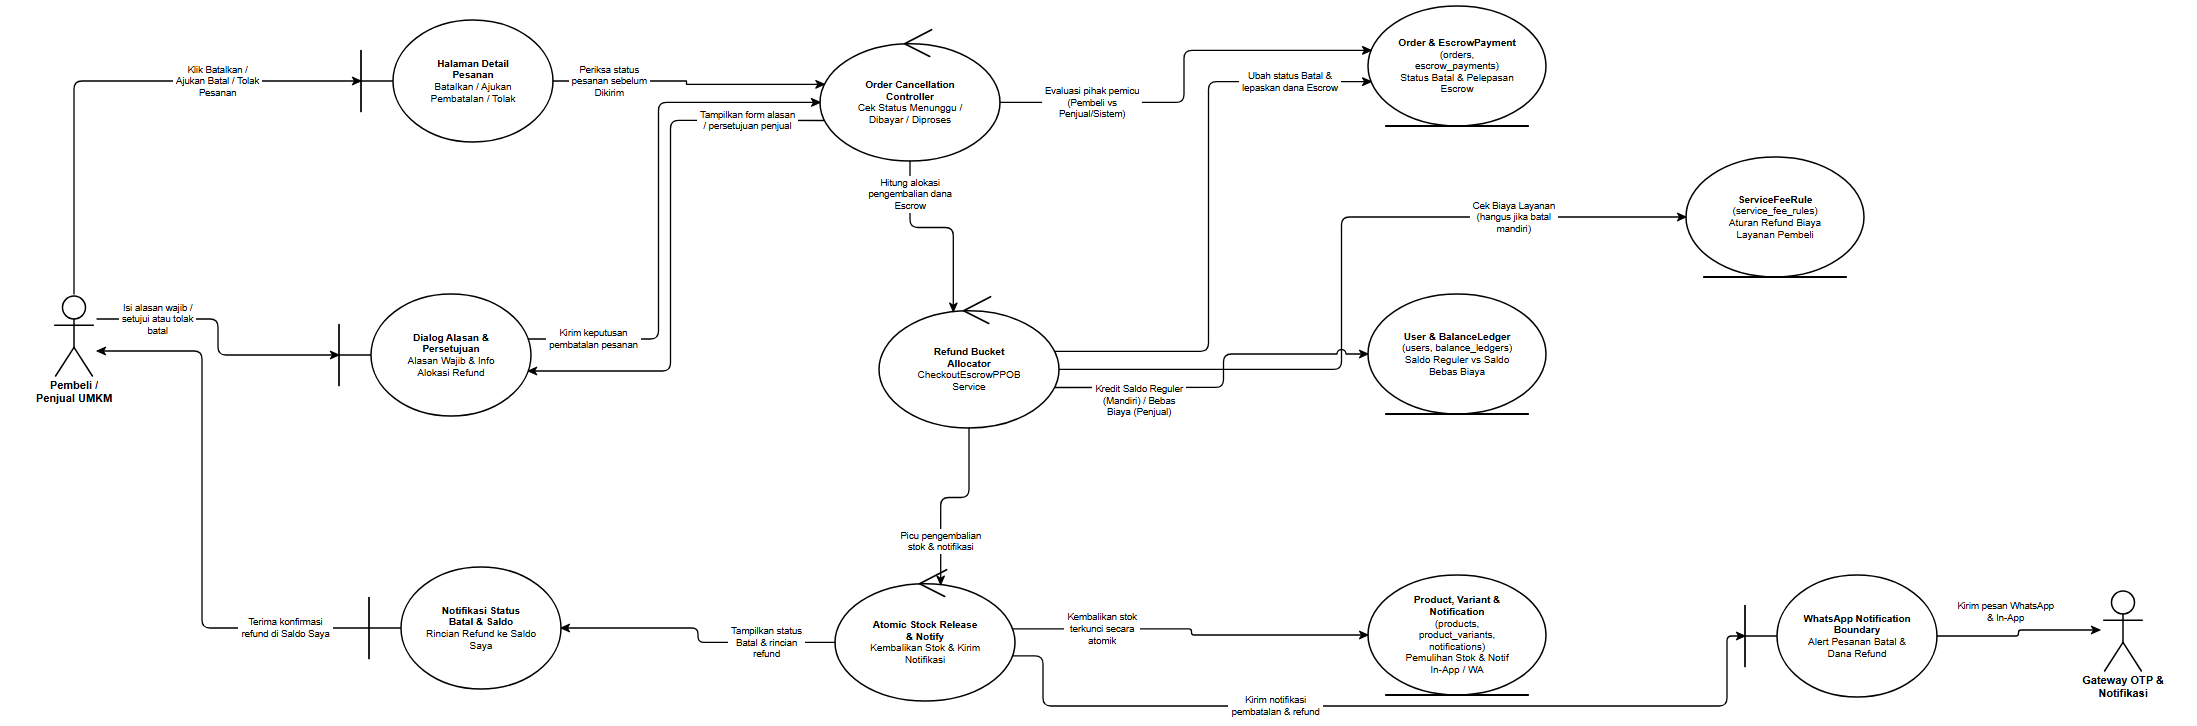 Klik Batalkan /
Ajukan Batal / Tolak
Pesanan
Halaman Detail
Pesanan
Batalkan / Ajukan
Pembatalan / Tolak
Periksa status
pesanan sebelum
Dikirim
Tampilkan form alasan
/ persetujuan penjual
Order Cancellation
Controller
Cek Status Menunggu /
Dibayar / Diproses
Evaluasi pihak pemicu
(Pembeli vs
Penjual/Sistem)
Ubah status Batal &
lepaskan dana Escrow
Order & EscrowPayment
(orders,
escrow_payments)
Status Batal & Pelepasan
Escrow
Hitung alokasi
pengembalian dana
Escrow
Cek Biaya Layanan
(hangus jika batal
mandiri)
ServiceFeeRule
(service_fee_rules)
Aturan Refund Biaya
Layanan Pembeli
Pembeli /
Penjual UMKM
Isi alasan wajib /
setujui atau tolak
batal
Dialog Alasan &
Persetujuan
Alasan Wajib & Info
Alokasi Refund
Kirim keputusan
pembatalan pesanan
Refund Bucket
Allocator
CheckoutEscrowPPOB
Service
Kredit Saldo Reguler
(Mandiri) / Bebas
Biaya (Penjual)
User & BalanceLedger
(users, balance_ledgers)
Saldo Reguler vs Saldo
Bebas Biaya
Picu pengembalian
stok & notifikasi
Terima konfirmasi
refund di Saldo Saya
Notifikasi Status
Batal & Saldo
Rincian Refund ke Saldo
Saya
Tampilkan status
Batal & rincian
refund
Atomic Stock Release
& Notify
Kembalikan Stok & Kirim
Notifikasi
Kembalikan stok
terkunci secara
atomik
Product, Variant &
Notification
(products,
product_variants,
notifications)
Pemulihan Stok & Notif
In-App / WA
Kirim notifikasi
pembatalan & refund
WhatsApp Notification
Boundary
Alert Pesanan Batal &
Dana Refund
Kirim pesan WhatsApp
& In-App
Gateway OTP &
Notifikasi